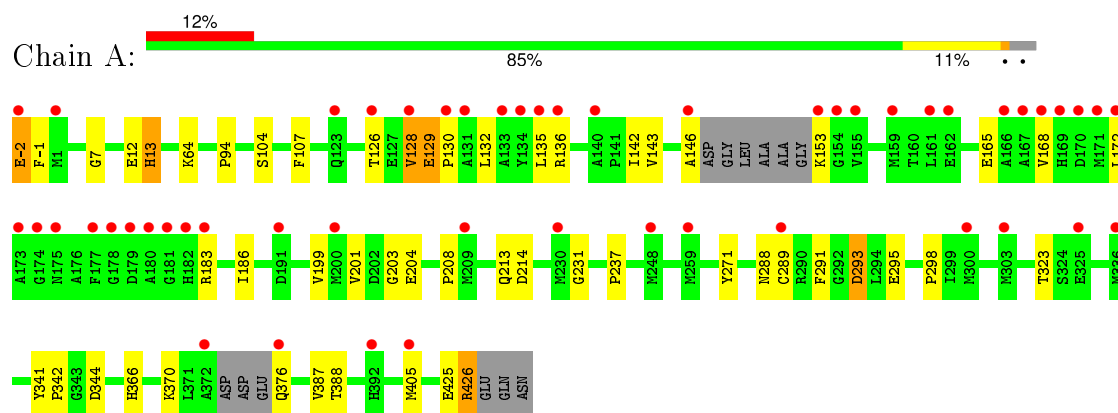 12%
Chain A:
85% 11% • •
E-2 F-1 M1 G7 E12 H13 K64 P94 S104 F107 Q123 T126 E127 V128 E129 P130 A131 L132 A133 Y134 L135 R136 A140 P141 I142 V143 A146 ASP GLY LEU ALA ALA GLY K153 G154 V155 M159 T160 L161 E162 E165 A166 A167 V168 H169 D170 M171 L172
A173 G174 N175 A176 F177 G178 D179 A180 G181 H182 R183 I186 D191 V199 M200 V201 D202 G203 E204 P208 M209 Q213 D214 M230 G231 P237 M248 M259 Y271 N288 C289 R290 F291 G292 D293 L294 E295 P298 I299 M300 M303 T323 S324 E325 M336
Y341 P342 G343 D344 H366 K370 L371 A372 ASP ASP GLU Q376 V387 T388 H392 M405 E425 R426 GLU GLN ASN